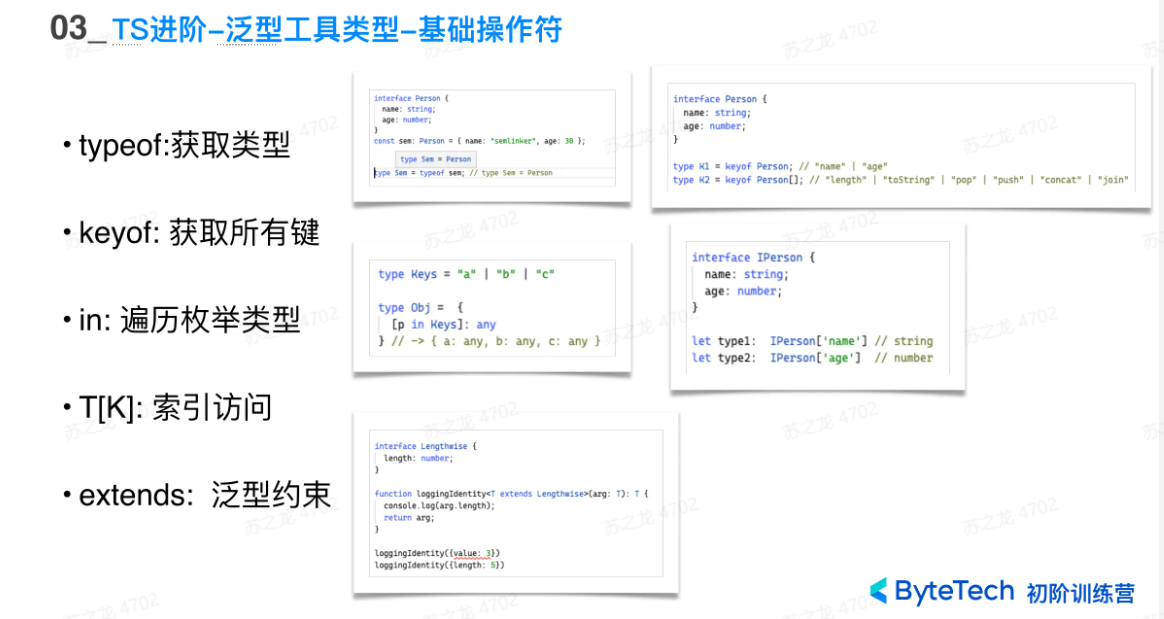 03_ TS进阶–泛型工具类型–基础操作符
• typeof:获取类型
• keyof: 获取所有键
• in: 遍历枚举类型
• T[K]: 索引访问
• extends: 泛型约束
interface Person {
name: string;
age: number;
}
const sem: Person = { name: "semlinker", age: 30 };
type Sem = Person
type Sem = typeof sem; // type Sem = Person
interface Person {
name: string;
age: number;
}
type K1 = keyof Person; // "name" | "age"
type K2 = keyof Person[]; // "length" | "toString" | "pop" | "push" | "concat" | "join"
type Keys = "a" | "b" | "c"
type Obj = {
[p in Keys]: any
} // -> { a: any, b: any, c: any }
interface IPerson {
name: string;
age: number;
}
let type1: IPerson['name'] // string
let type2: IPerson['age'] // number
interface Lengthwise {
length: number;
}
function loggingIdentity<T extends Lengthwise>(arg: T): T {
console.log(arg.length);
return arg;
}
loggingIdentity({value: 3})
loggingIdentity({length: 5})
ByteTech 初阶训练营
苏之龙 4702